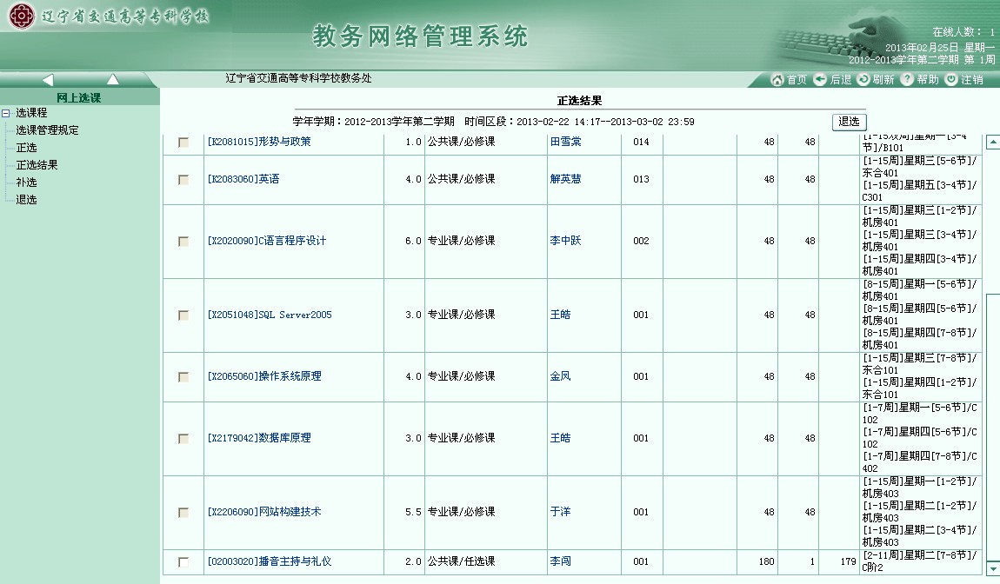 辽宁省交通高等专科学校
教务网络管理系统
在线人数： 1
2013年02月25日 星期一
2012-2013学年第二学期 第 1周
辽宁省交通高等专科学校教务处
首页 后退 刷新 帮助 注销
网上选课
选课程
选课管理规定
正选
正选结果
补选
退选
正选结果
学年学期：2012-2013学年第二学期 时间区段：2013-02-22 14:17--2013-03-02 23:59
退选
[K2081015]形势与政策 1.0 公共课/必修课 田雪棠 014 48 48
[1-15双周]星期一[3-4
节]/B101
[K2083060]英语 4.0 公共课/必修课 解英慧 013 48 48
[1-15周]星期三[5-6节]/
东合401
[1-15周]星期五[3-4节]/
C301
[X2020090]C语言程序设计 6.0 专业课/必修课 李中跃 002 48 48
[1-15周]星期三[1-2节]/
机房401
[1-15周]星期三[3-4节]/
机房401
[1-15周]星期四[3-4节]/
机房401
[X2051048]SQL Server2005 3.0 专业课/必修课 王皓 001 48 48
[8-15周]星期一[5-6节]/
机房401
[8-15周]星期四[5-6节]/
机房401
[8-15周]星期四[7-8节]/
机房401
[X2065060]操作系统原理 4.0 专业课/必修课 金凤 001 48 48
[1-15周]星期三[7-8节]/
东合101
[1-15周]星期四[1-2节]/
东合101
[X2179042]数据库原理 3.0 专业课/必修课 王皓 001 48 48
[1-7周]星期一[5-6节]/C
102
[1-7周]星期四[5-6节]/C
102
[1-7周]星期四[7-8节]/C
402
[X2206090]网站构建技术 5.5 专业课/必修课 于洋 001 48 48
[1-15周]星期一[1-2节]/
机房403
[1-15周]星期二[1-2节]/
机房403
[1-15周]星期二[3-4节]/
机房403
[02003020]播音主持与礼仪 2.0 公共课/任选课 李闯 001 180 1 179
[2-11周]星期二[7-8节]/
C阶2